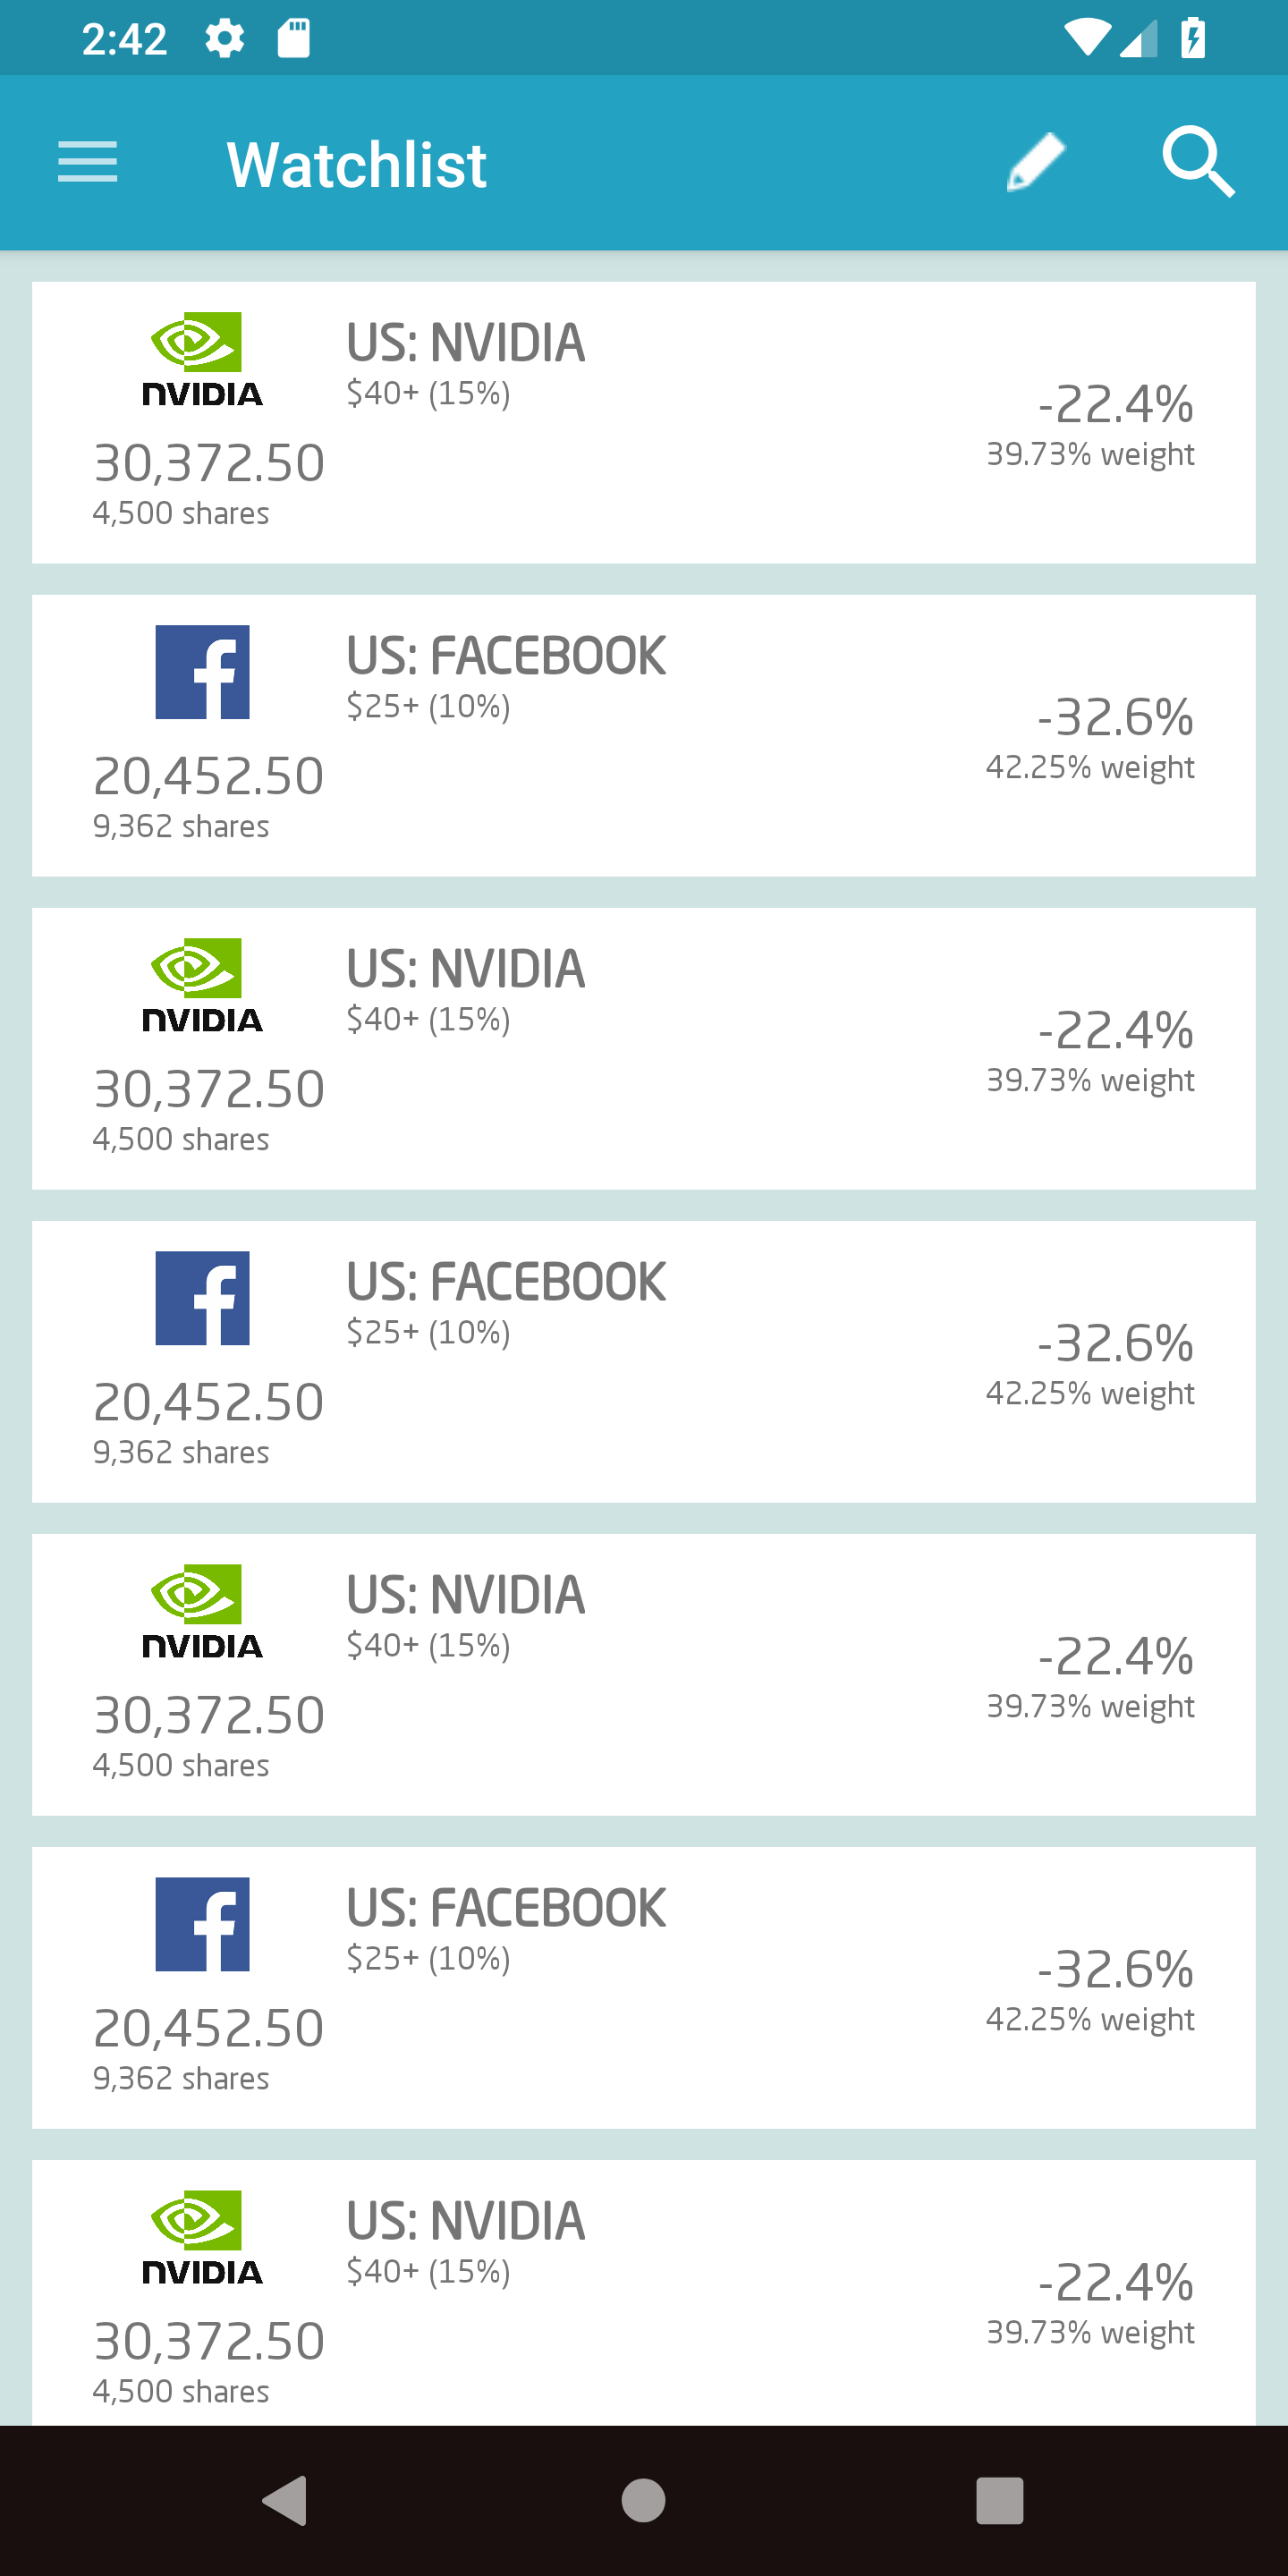 2:42
Watchlist
NVIDIA
US: NVIDIA
$40+ (15%)
-22.4%
39.73% weight
30,372.50
4,500 shares
US: FACEBOOK
$25+ (10%)
-32.6%
42.25% weight
20,452.50
9,362 shares
NVIDIA
US: NVIDIA
$40+ (15%)
-22.4%
39.73% weight
30,372.50
4,500 shares
US: FACEBOOK
$25+ (10%)
-32.6%
42.25% weight
20,452.50
9,362 shares
NVIDIA
US: NVIDIA
$40+ (15%)
-22.4%
39.73% weight
30,372.50
4,500 shares
US: FACEBOOK
$25+ (10%)
-32.6%
42.25% weight
20,452.50
9,362 shares
NVIDIA
US: NVIDIA
$40+ (15%)
-22.4%
39.73% weight
30,372.50
4,500 shares